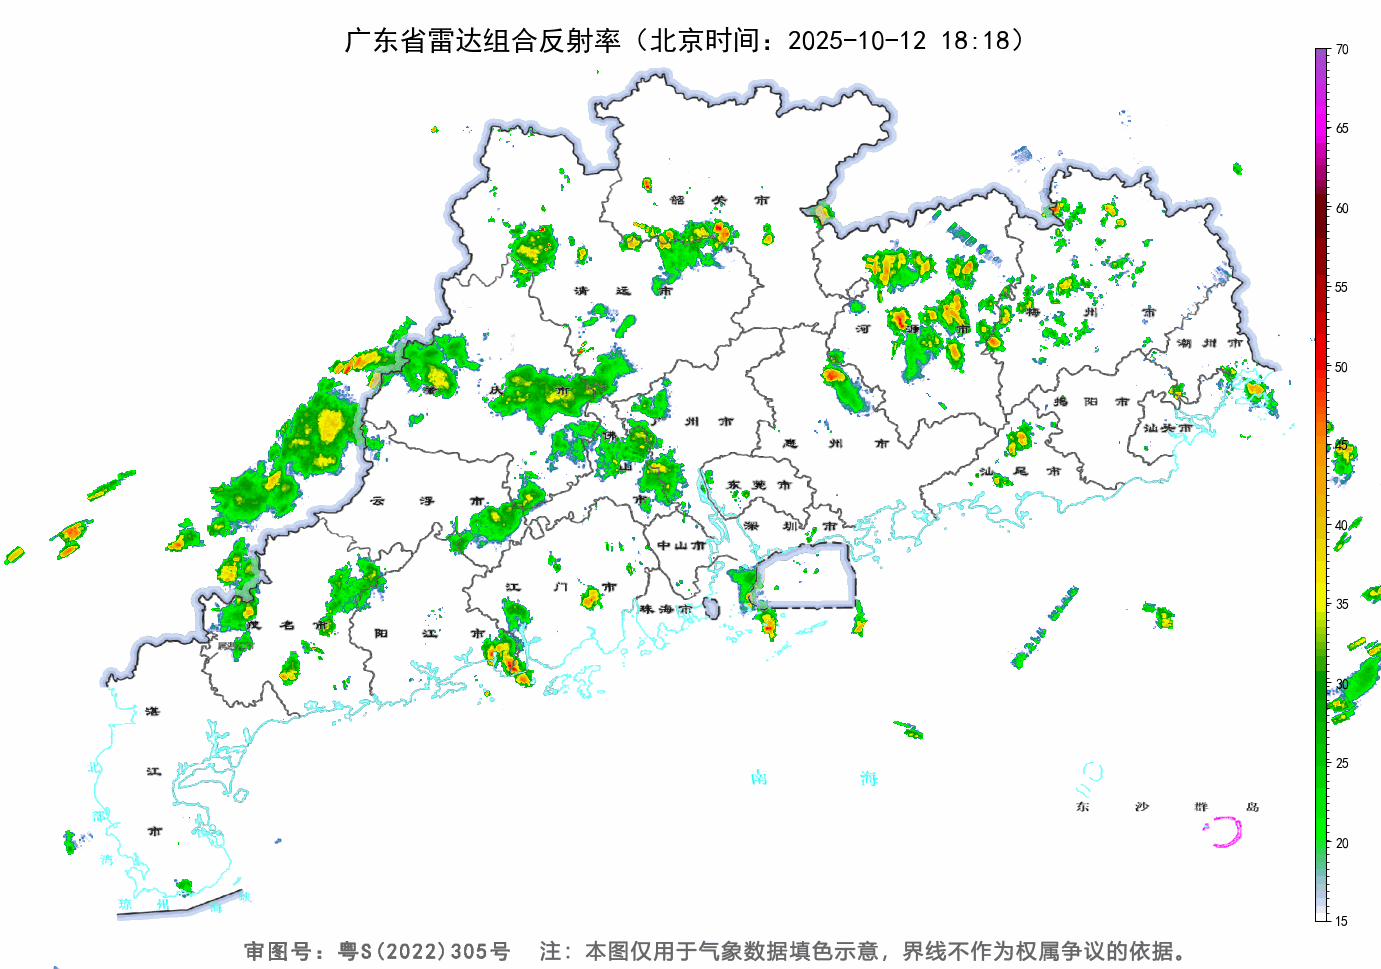 广东省雷达组合反射率（北京时间：2025-10-12 18:18）
70
65
60
55
50
45
40
35
30
25
20
15
韶关市
清远市
河源市
梅州市
潮州市
肇庆市
广州市
惠州市
揭阳市
汕头市
佛山市
云浮市
东莞市
汕尾市
深圳市
中山市
江门市
珠海市
茂名市
阳江市
湛江市
北部湾
琼州海峡
南海
东沙群岛
审图号：粤S(2022)305号 注：本图仅用于气象数据填色示意，界线不作为权属争议的依据。